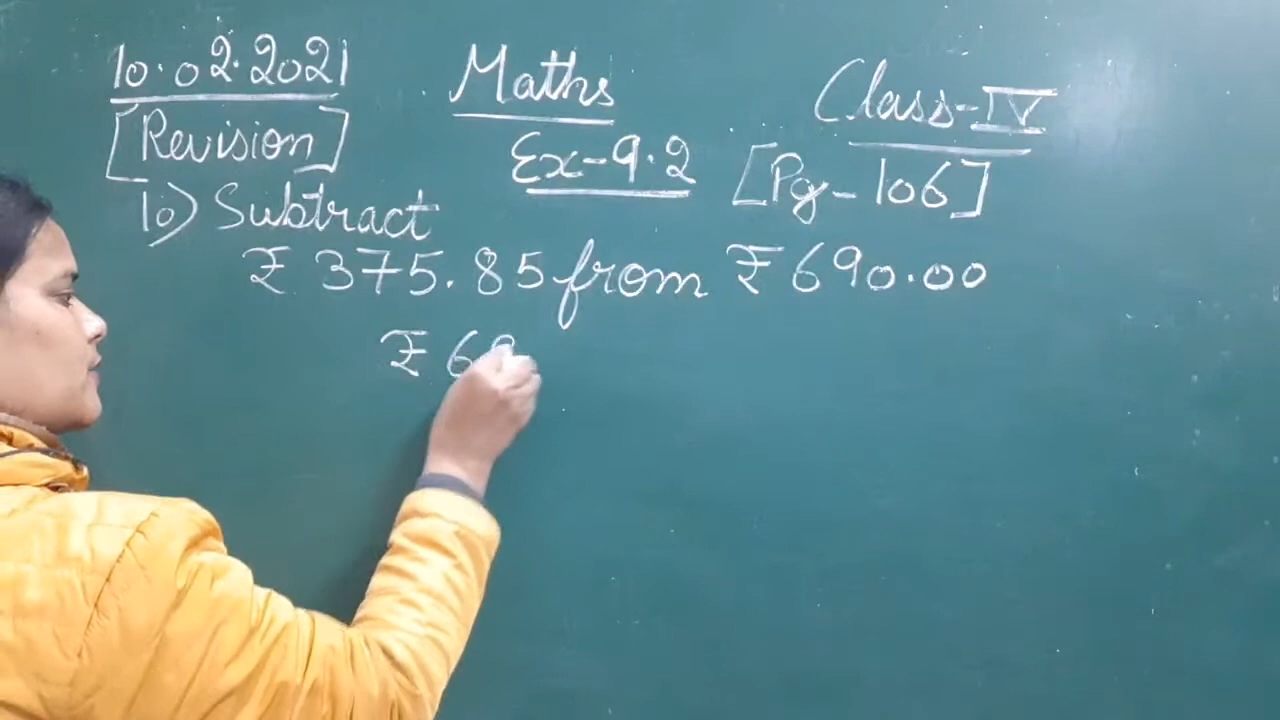 10.02.2021 Maths Class-IV
[Revision] Ex-9.2 [Pg-106]
10) Subtract
₹ 375.85 from ₹ 690.00
₹ 69